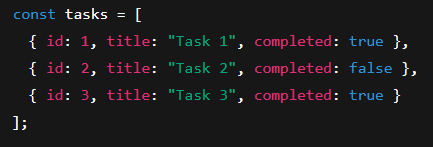 const tasks = [
  { id: 1, title: "Task 1", completed: true },
  { id: 2, title: "Task 2", completed: false },
  { id: 3, title: "Task 3", completed: true }
];